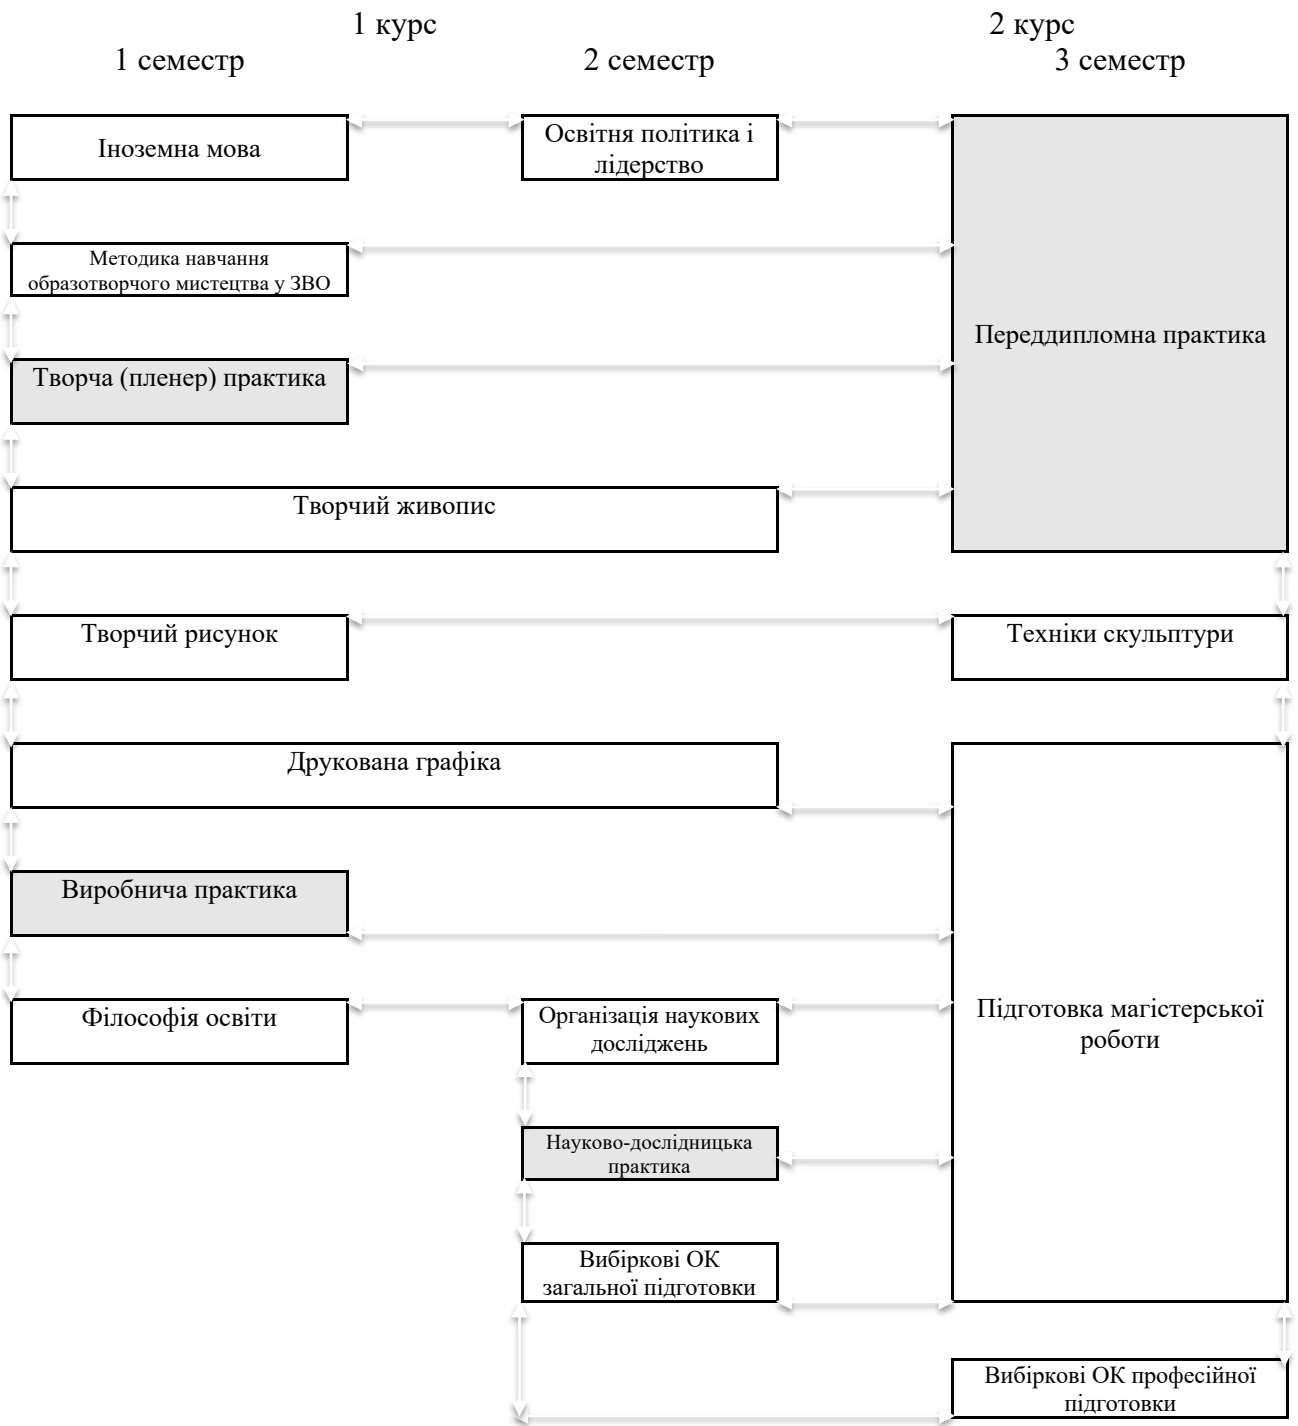 1 курс
2 курс
1 семестр
2 семестр
3 семестр
Іноземна мова
Освітня політика і
лідерство
Методика навчання
образотворчого мистецтва у ЗВО
Переддипломна практика
Творча (пленер) практика
Творчий живопис
Творчий рисунок
Техніки скульптури
Друкована графіка
Виробнича практика
Філософія освіти
Організація наукових
досліджень
Підготовка магістерської
роботи
Науково-дослідницька
практика
Вибіркові ОК
загальної підготовки
Вибіркові ОК професійної
підготовки